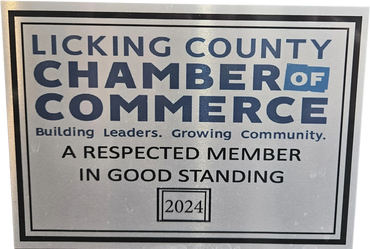 LICKING COUNTY
CHAMBER OF
COMMERCE
Building Leaders. Growing Community.
A RESPECTED MEMBER
IN GOOD STANDING
2024